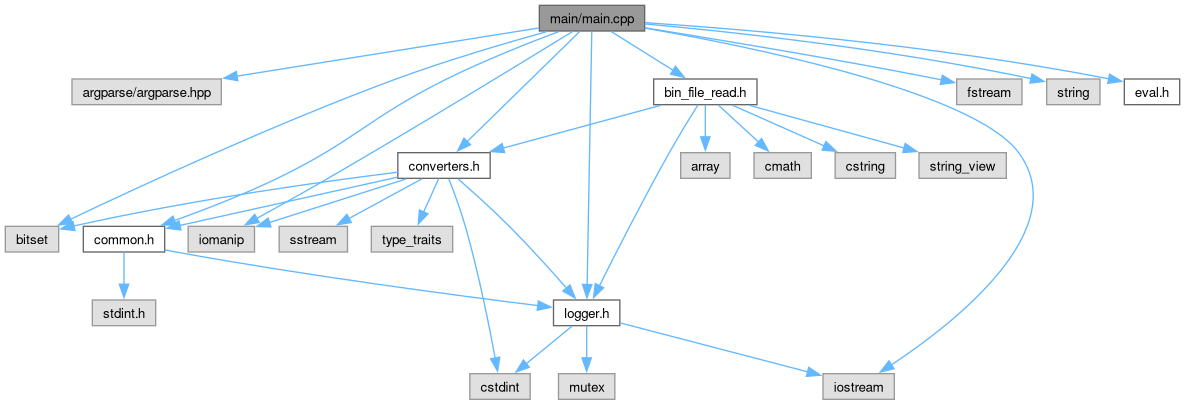 main/main.cpp
argparse/argparse.hpp
bin_file_read.h
fstream
string
eval.h
converters.h
array
cmath
cstring
string_view
bitset
common.h
iomanip
sstream
type_traits
stdint.h
logger.h
cstdint
mutex
iostream